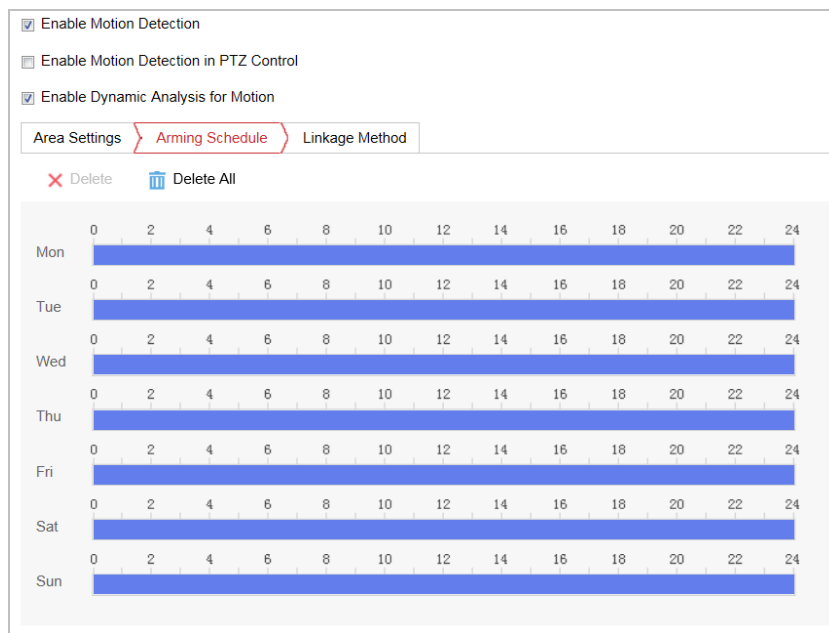 Enable Motion Detection
Enable Motion Detection in PTZ Control
Enable Dynamic Analysis for Motion
Area Settings Arming Schedule Linkage Method
Delete Delete All
0 2 4 6 8 10 12 14 16 18 20 22 24
Mon
0 2 4 6 8 10 12 14 16 18 20 22 24
Tue
0 2 4 6 8 10 12 14 16 18 20 22 24
Wed
0 2 4 6 8 10 12 14 16 18 20 22 24
Thu
0 2 4 6 8 10 12 14 16 18 20 22 24
Fri
0 2 4 6 8 10 12 14 16 18 20 22 24
Sat
0 2 4 6 8 10 12 14 16 18 20 22 24
Sun